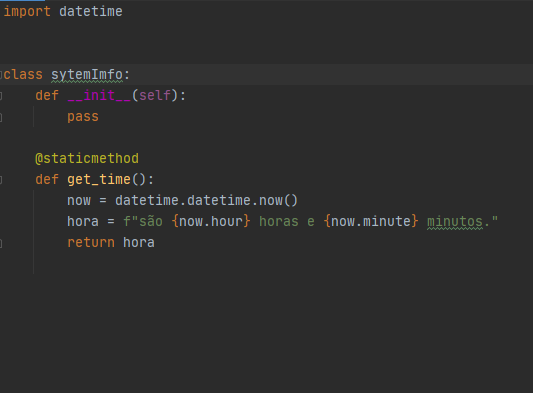 import datetime
class sytemImfo:
def __init__(self):
pass
@staticmethod
def get_time():
now = datetime.datetime.now()
hora = f"são {now.hour} horas e {now.minute} minutos."
return hora